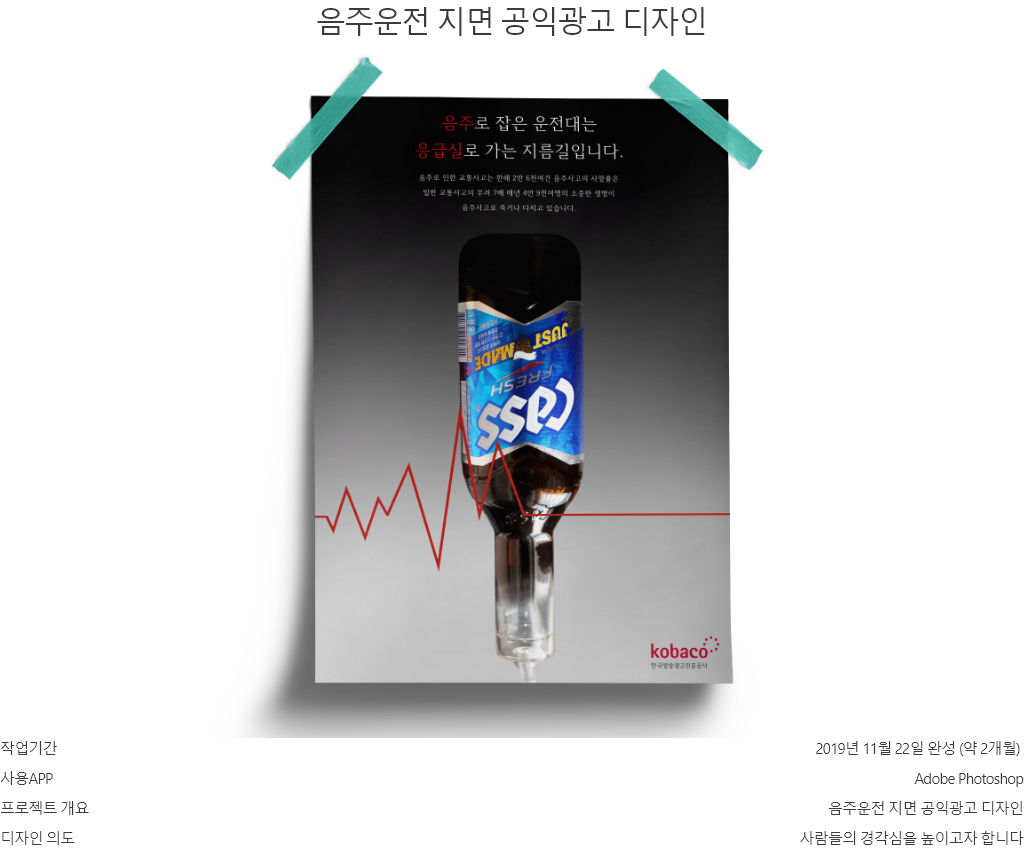 음주운전 지면 공익광고 디자인
음주로 잡은 운전대는
응급실로 가는 지름길입니다.
음주로 인한 교통사고는 한해 2만 6천여건 음주사고의 사망률은
일반 교통사고의 무려 7배 매년 4만 9천여명의 소중한 생명이
음주사고로 죽거나 다치고 있습니다.
JUST MADE
FRESH
cass
kobaco
한국방송광고진흥공사
작업기간 2019년 11월 22일 완성 (약 2개월)
사용APP Adobe Photoshop
프로젝트 개요 음주운전 지면 공익광고 디자인
디자인 의도 사람들의 경각심을 높이고자 합니다